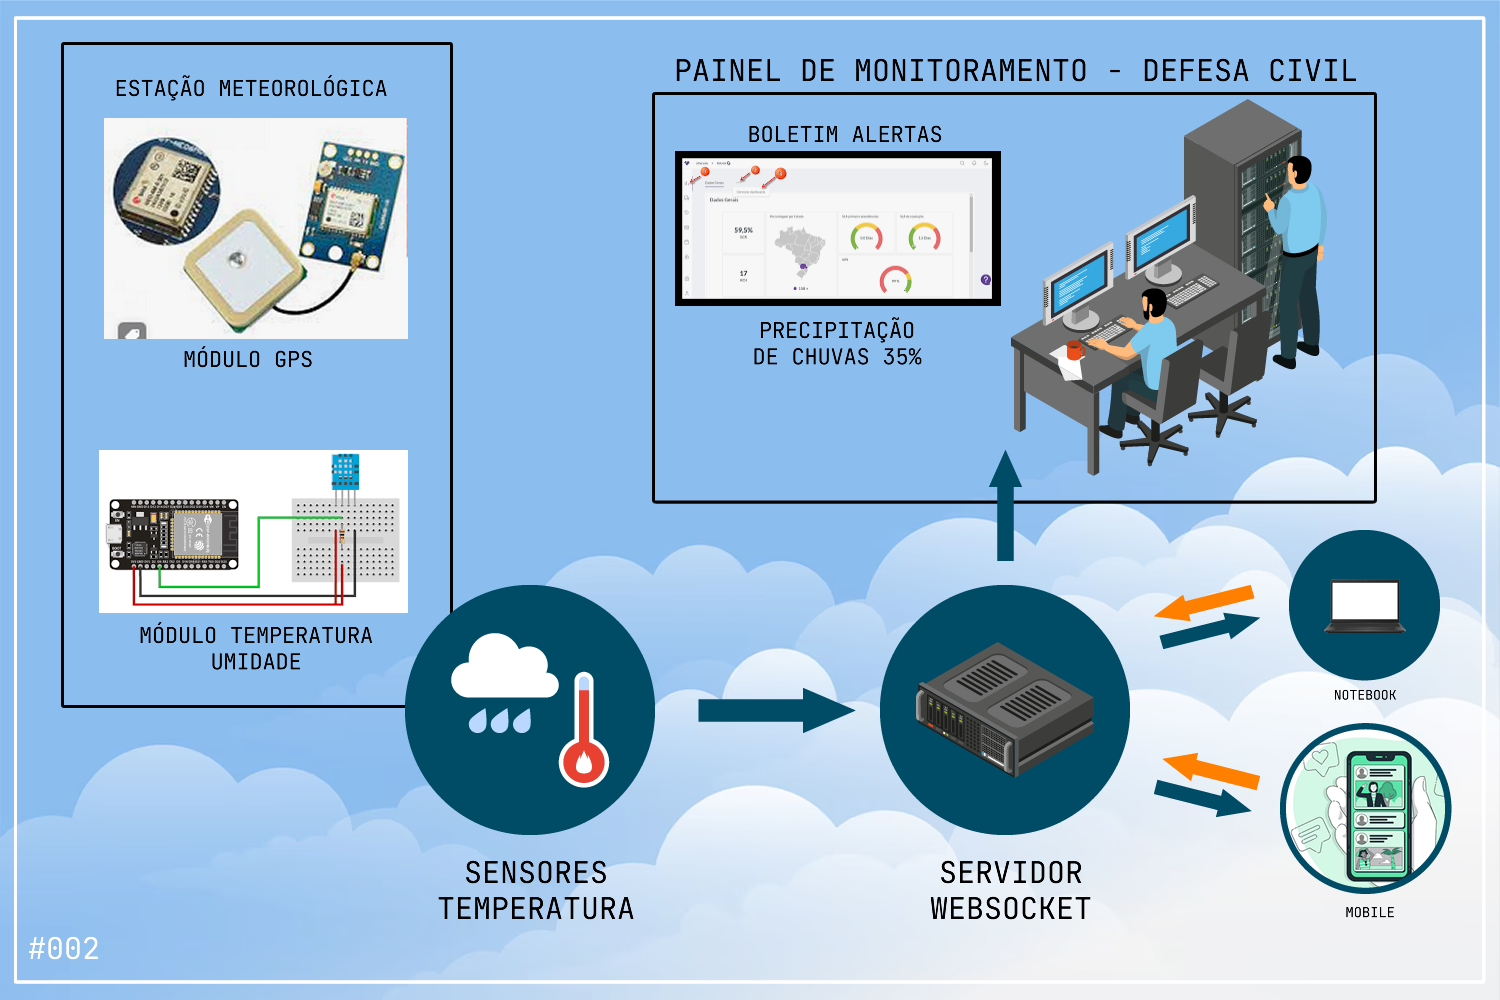 ESTAÇÃO METEOROLÓGICA
MÓDULO GPS
MÓDULO TEMPERATURA
UMIDADE
PAINEL DE MONITORAMENTO - DEFESA CIVIL
BOLETIM ALERTAS
Dados Gerais
59,5%
17
PRECIPITAÇÃO
DE CHUVAS 35%
SENSORES
TEMPERATURA
SERVIDOR
WEBSOCKET
NOTEBOOK
MOBILE
#002